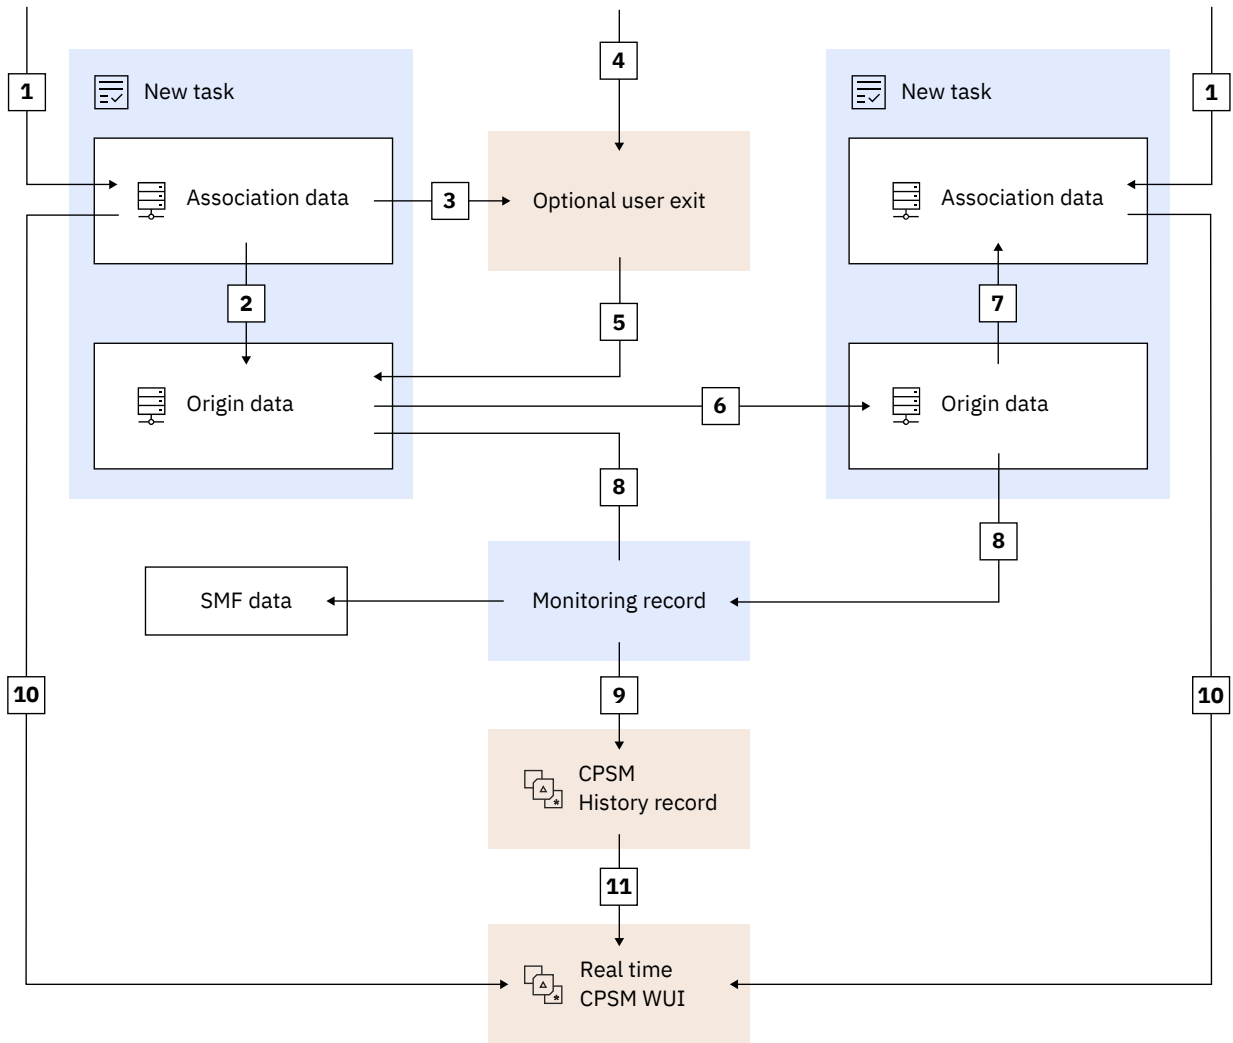 4
1
New task
New task
1
Association data
3
Optional user exit
Association data
2
7
5
Origin data
6
Origin data
8
8
SMF data
Monitoring record
10
9
10
CPSM
History record
11
Real time
CPSM WUI